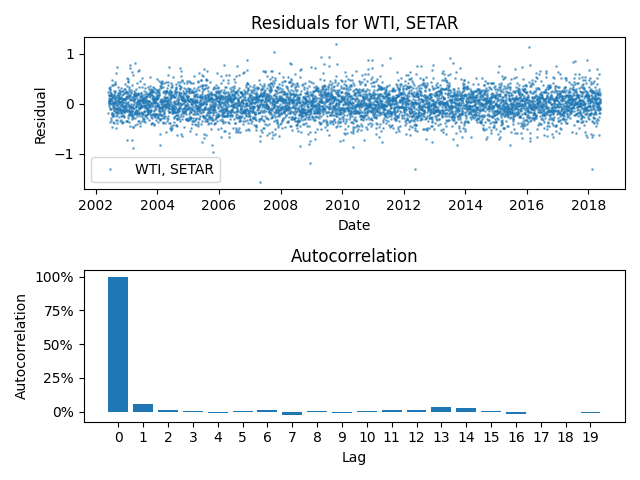 Residuals for WTI, SETAR
1
0
−1
Residual
WTI, SETAR
2002 2004 2006 2008 2010 2012 2014 2016 2018
Date
Autocorrelation
100%
75%
50%
25%
0%
Autocorrelation
0 1 2 3 4 5 6 7 8 9 10 11 12 13 14 15 16 17 18 19
Lag